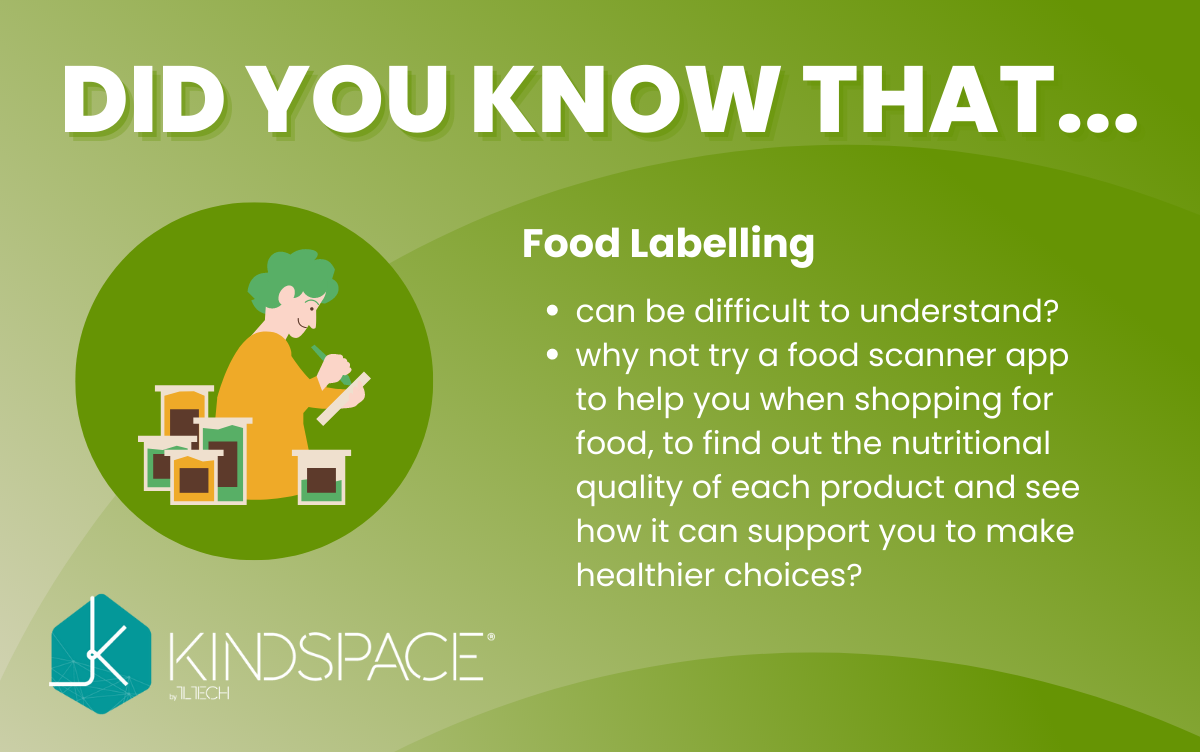 DID YOU KNOW THAT...
Food Labelling
• can be difficult to understand?
• why not try a food scanner app
to help you when shopping for
food, to find out the nutritional
quality of each product and see
how it can support you to make
healthier choices?
KINDSPACE®
by TLTECH